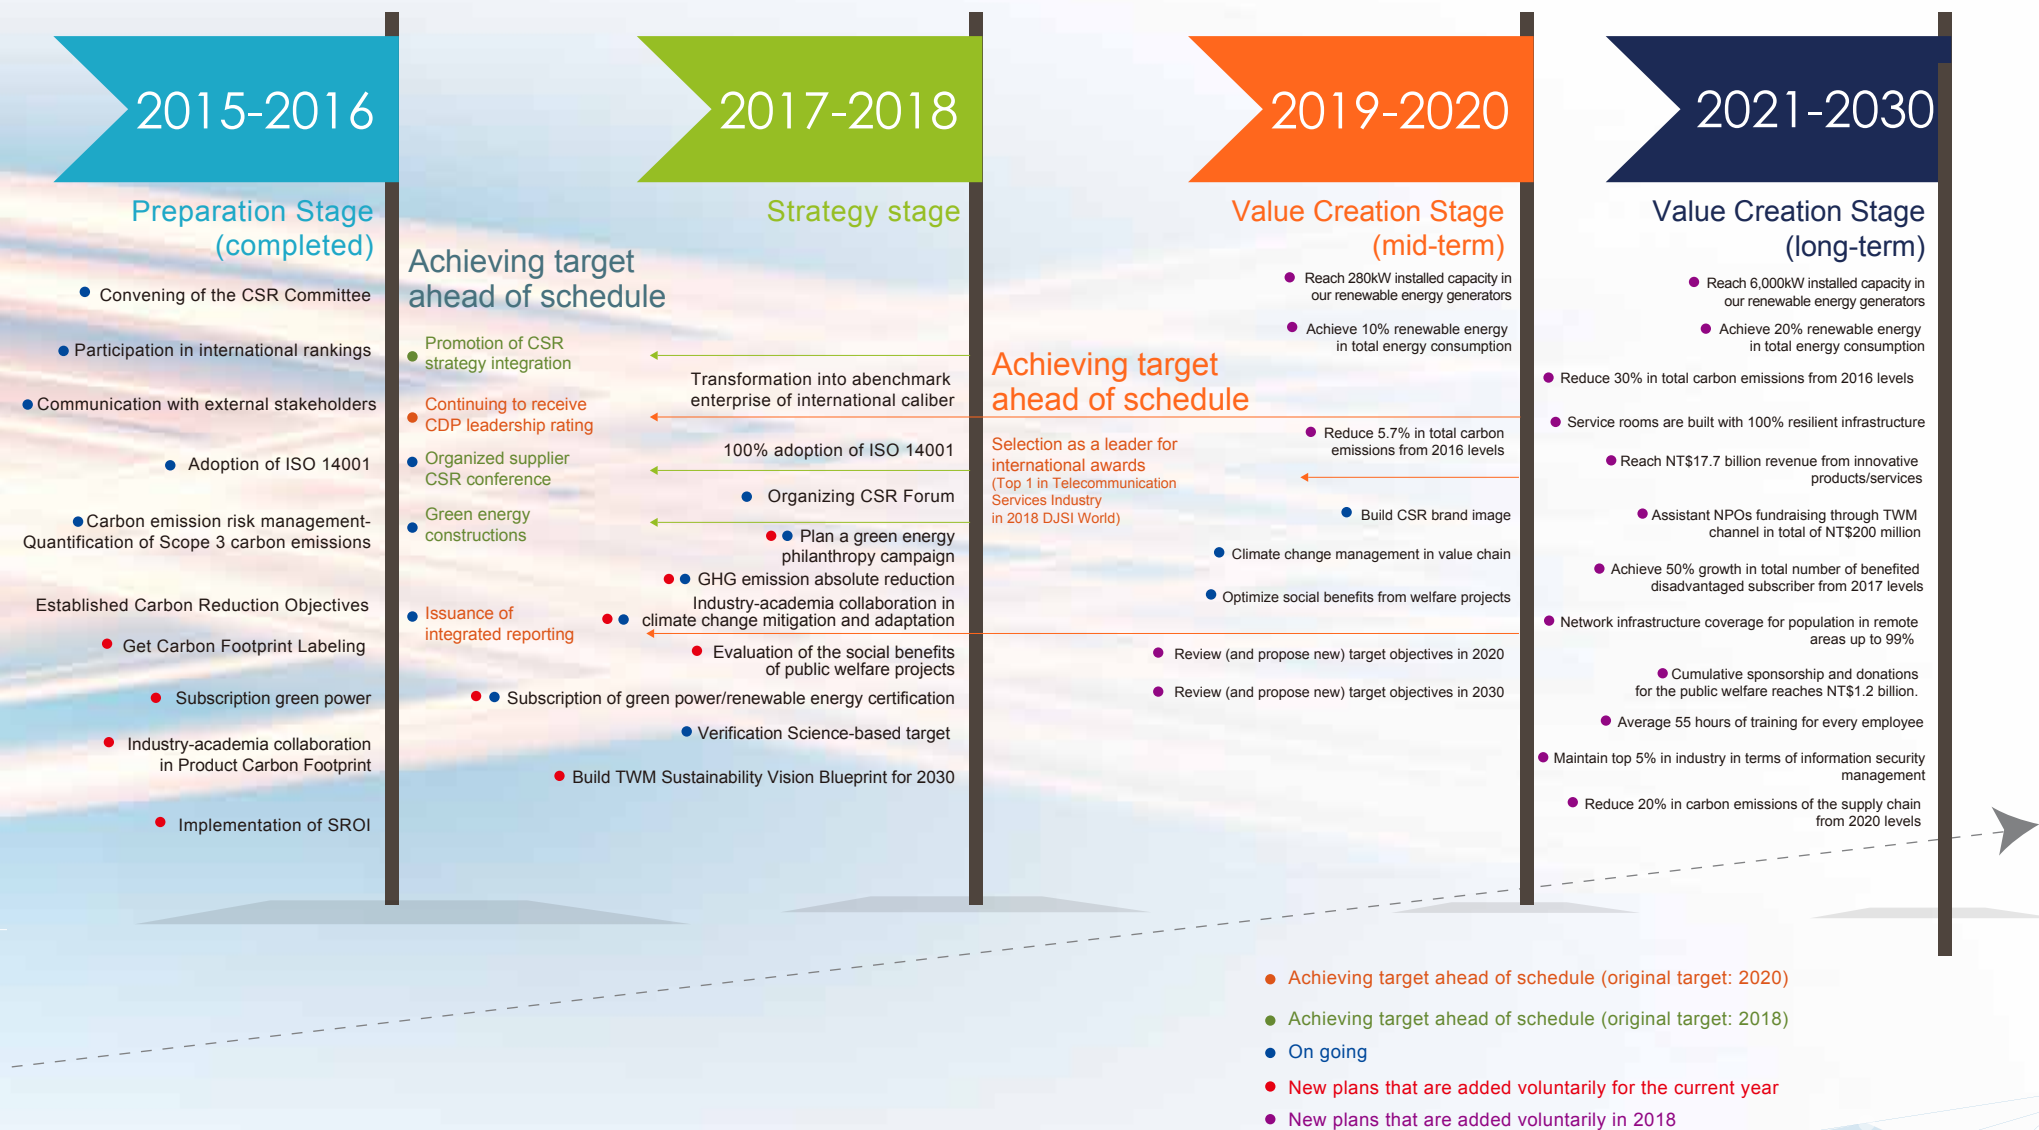 2015-2016
Preparation Stage
(completed)
Convening of the CSR Committee
Participation in international rankings
Communication with external stakeholders
Adoption of ISO 14001
Carbon emission risk management-
Quantification of Scope 3 carbon emissions
Established Carbon Reduction Objectives
Get Carbon Footprint Labeling
Subscription green power
Industry-academia collaboration
in Product Carbon Footprint
Implementation of SROI
Achieving target
ahead of schedule
Promotion of CSR
strategy integration
Continuing to receive
CDP leadership rating
Organized supplier
CSR conference
Green energy
constructions
Issuance of
integrated reporting
2017-2018
Strategy stage
Transformation into abenchmark
enterprise of international caliber
100% adoption of ISO 14001
Organizing CSR Forum
Plan a green energy
philanthropy campaign
GHG emission absolute reduction
Industry-academia collaboration in
climate change mitigation and adaptation
Evaluation of the social benefits
of public welfare projects
Subscription of green power/renewable energy certification
Verification Science-based target
Build TWM Sustainability Vision Blueprint for 2030
Achieving target
ahead of schedule
Selection as a leader for
international awards
(Top 1 in Telecommunication
Services Industry
in 2018 DJSI World)
2019-2020
Value Creation Stage
(mid-term)
Reach 280kW installed capacity in
our renewable energy generators
Achieve 10% renewable energy
in total energy consumption
Reduce 5.7% in total carbon
emissions from 2016 levels
Build CSR brand image
Climate change management in value chain
Optimize social benefits from welfare projects
Review (and propose new) target objectives in 2020
Review (and propose new) target objectives in 2030
2021-2030
Value Creation Stage
(long-term)
Reach 6,000kW installed capacity in
our renewable energy generators
Achieve 20% renewable energy
in total energy consumption
Reduce 30% in total carbon emissions from 2016 levels
Service rooms are built with 100% resilient infrastructure
Reach NT$17.7 billion revenue from innovative
products/services
Assistant NPOs fundraising through TWM
channel in total of NT$200 million
Achieve 50% growth in total number of benefited
disadvantaged subscriber from 2017 levels
Network infrastructure coverage for population in remote
areas up to 99%
Cumulative sponsorship and donations
for the public welfare reaches NT$1.2 billion.
Average 55 hours of training for every employee
Maintain top 5% in industry in terms of information security
management
Reduce 20% in carbon emissions of the supply chain
from 2020 levels
Achieving target ahead of schedule (original target: 2020)
Achieving target ahead of schedule (original target: 2018)
On going
New plans that are added voluntarily for the current year
New plans that are added voluntarily in 2018